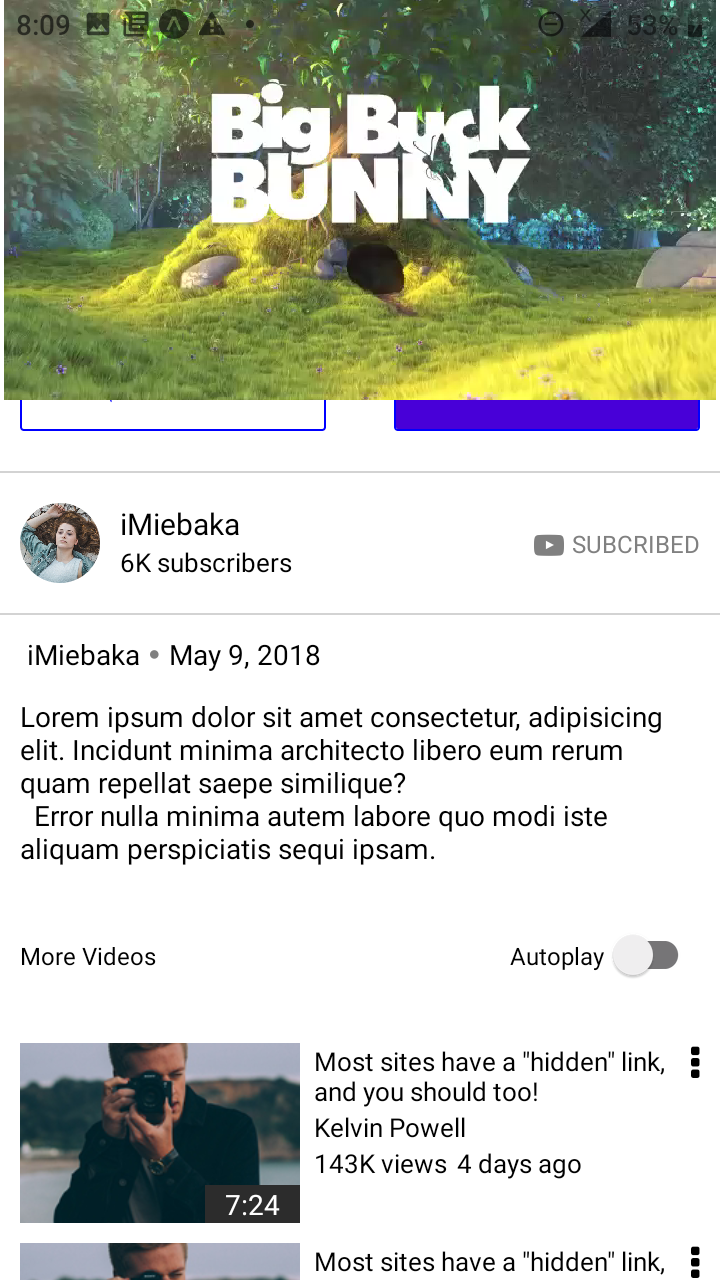 8:09
53%
Big Buck
BUNNY
iMiebaka
6K subscribers
SUBCRIBED
iMiebaka • May 9, 2018
Lorem ipsum dolor sit amet consectetur, adipisicing
elit. Incidunt minima architecto libero eum rerum
quam repellat saepe similique?
Error nulla minima autem labore quo modi iste
aliquam perspiciatis sequi ipsam.
More Videos
Autoplay
7:24
Most sites have a "hidden" link,
and you should too!
Kelvin Powell
143K views 4 days ago
Most sites have a "hidden" link,